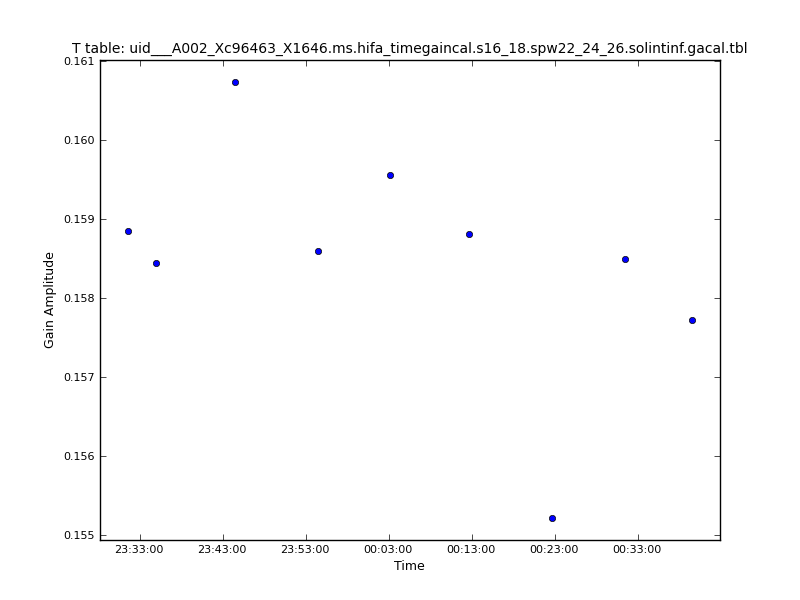 T table: uid___A002_Xc96463_X1646.ms.hifa_timegaincal.s16_18.spw22_24_26.solintinf.gacal.tbl
0.161
0.160
0.159
0.158
0.157
0.156
0.155
Gain Amplitude
23:33:00 23:43:00 23:53:00 00:03:00 00:13:00 00:23:00 00:33:00
Time